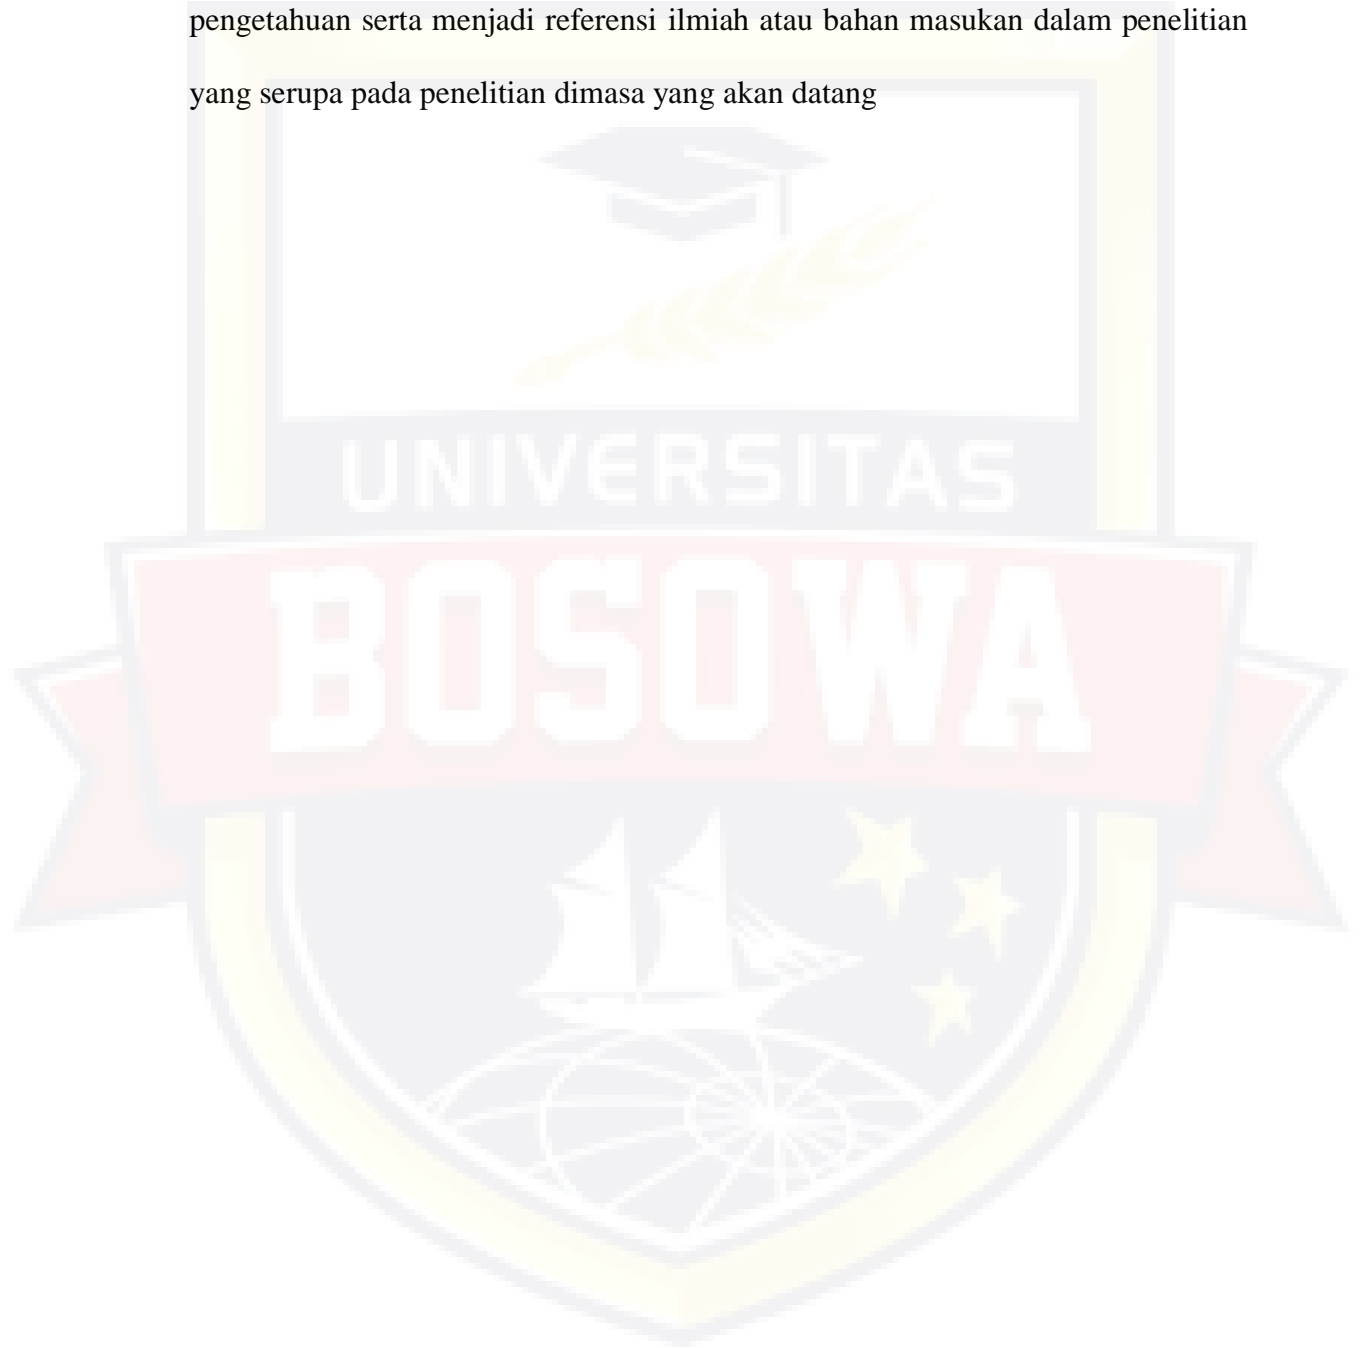 pengetahuan serta menjadi referensi ilmiah atau bahan masukan dalam penelitian
yang serupa pada penelitian dimasa yang akan datang
UNIVERSITAS
BOSOWA